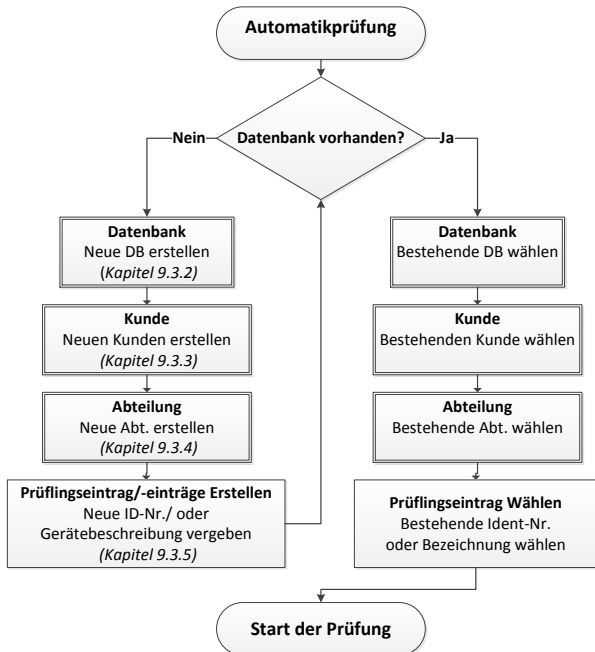 Automatikprüfung
Datenbank vorhanden?
Nein
Ja
Datenbank
Neue DB erstellen
(Kapitel 9.3.2)
Kunde
Neuen Kunden erstellen
(Kapitel 9.3.3)
Abteilung
Neue Abt. erstellen
(Kapitel 9.3.4)
Prüflingseintrag/-einträge Erstellen
Neue ID-Nr./ oder
Gerätebeschreibung vergeben
(Kapitel 9.3.5)
Datenbank
Bestehende DB wählen
Kunde
Bestehenden Kunde wählen
Abteilung
Bestehende Abt. wählen
Prüflingseintrag Wählen
Bestehende Ident-Nr.
oder Bezeichnung wählen
Start der Prüfung